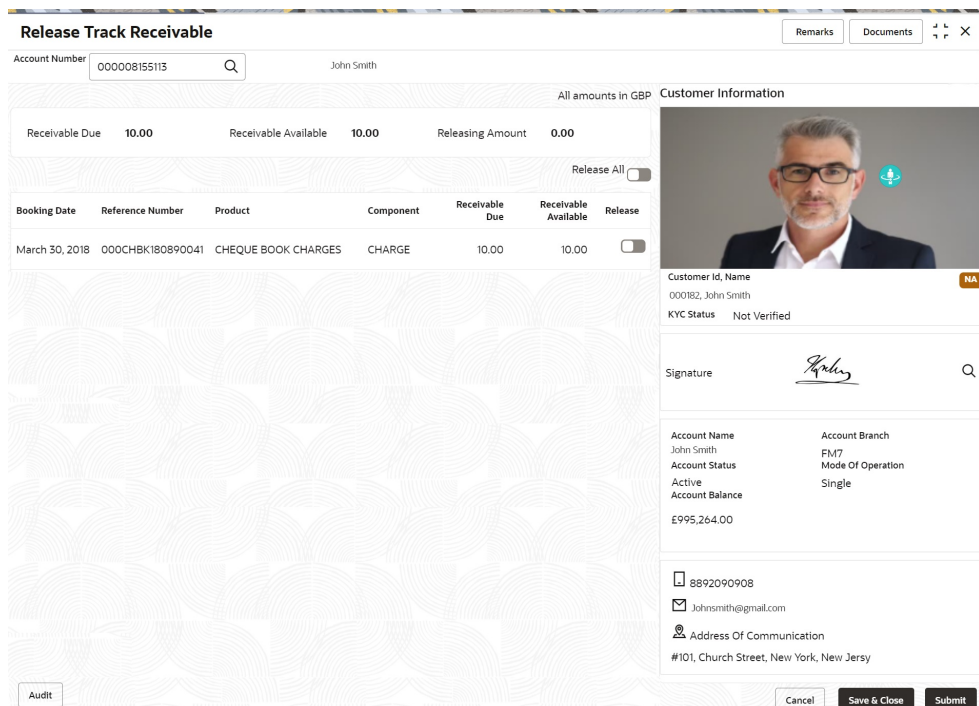 Release Track Receivable
Remarks
Documents
Account Number
000008155113
John Smith
All amounts in GBP
Receivable Due 10.00 Receivable Available 10.00 Releasing Amount 0.00
Release All
Booking Date Reference Number Product Component Receivable Due Receivable Available Release
March 30, 2018 000CHBK180890041 CHEQUE BOOK CHARGES CHARGE 10.00 10.00
Customer Information
Customer Id, Name
NA
000182, John Smith
KYC Status Not Verified
Signature
Account Name Account Branch
John Smith FM7
Account Status Mode Of Operation
Active Single
Account Balance
£995,264.00
8892090908
Johnsmith@gmail.com
Address Of Communication
#101, Church Street, New York, New Jersy
Audit
Cancel Save & Close Submit